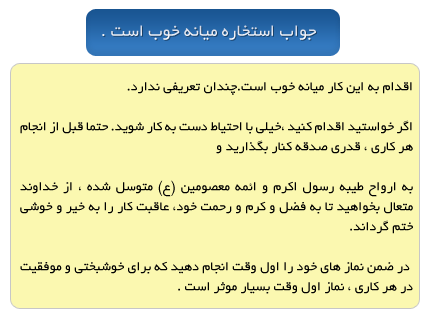 جواب استخاره میانه خوب است .
اقدام به این کار میانه خوب است.چندان تعریفی ندارد.
اگر خواستید اقدام کنید ،خیلی با احتیاط دست به کار شوید. حتما قبل از انجام
هر کاری ، قدری صدقه کنار بگذارید و
به ارواح طیبه رسول اکرم و ائمه معصومین (ع) متوسل شده ، از خداوند
متعال بخواهید تا به فضل و کرم و رحمت خود، عاقبت کار را به خیر و خوشی
ختم گرداند.
در ضمن نماز های خود را اول وقت انجام دهید که برای خوشبختی و موفقیت
در هر کاری ، نماز اول وقت بسیار موثر است .